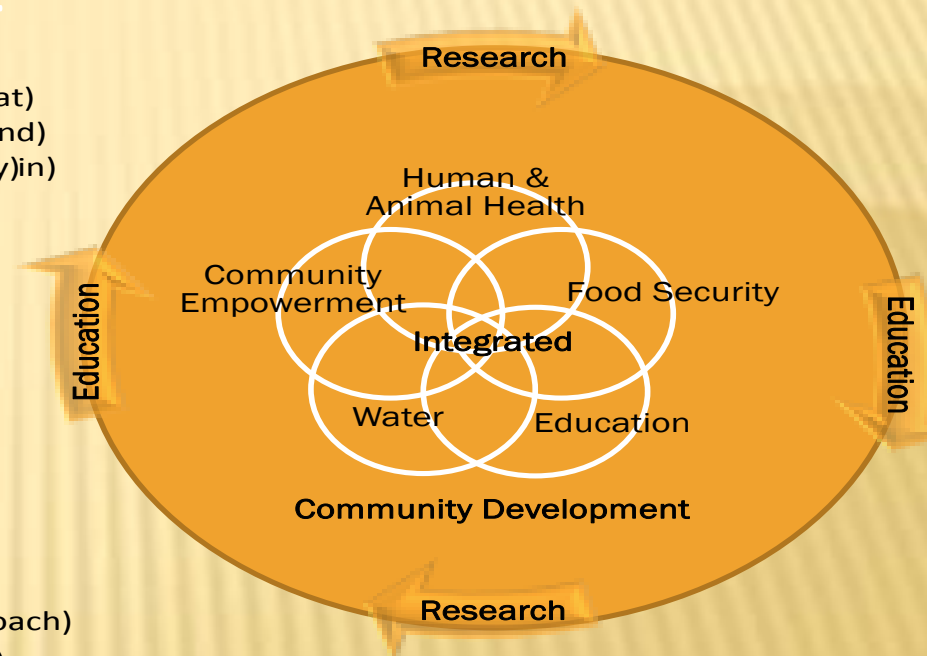 Research
at)
nd)
y)in)
Human &
Animal Health
Community
Empowerment
Food Security
Education
Education
Integrated
Water
Education
Community Development
Research
oach)
)